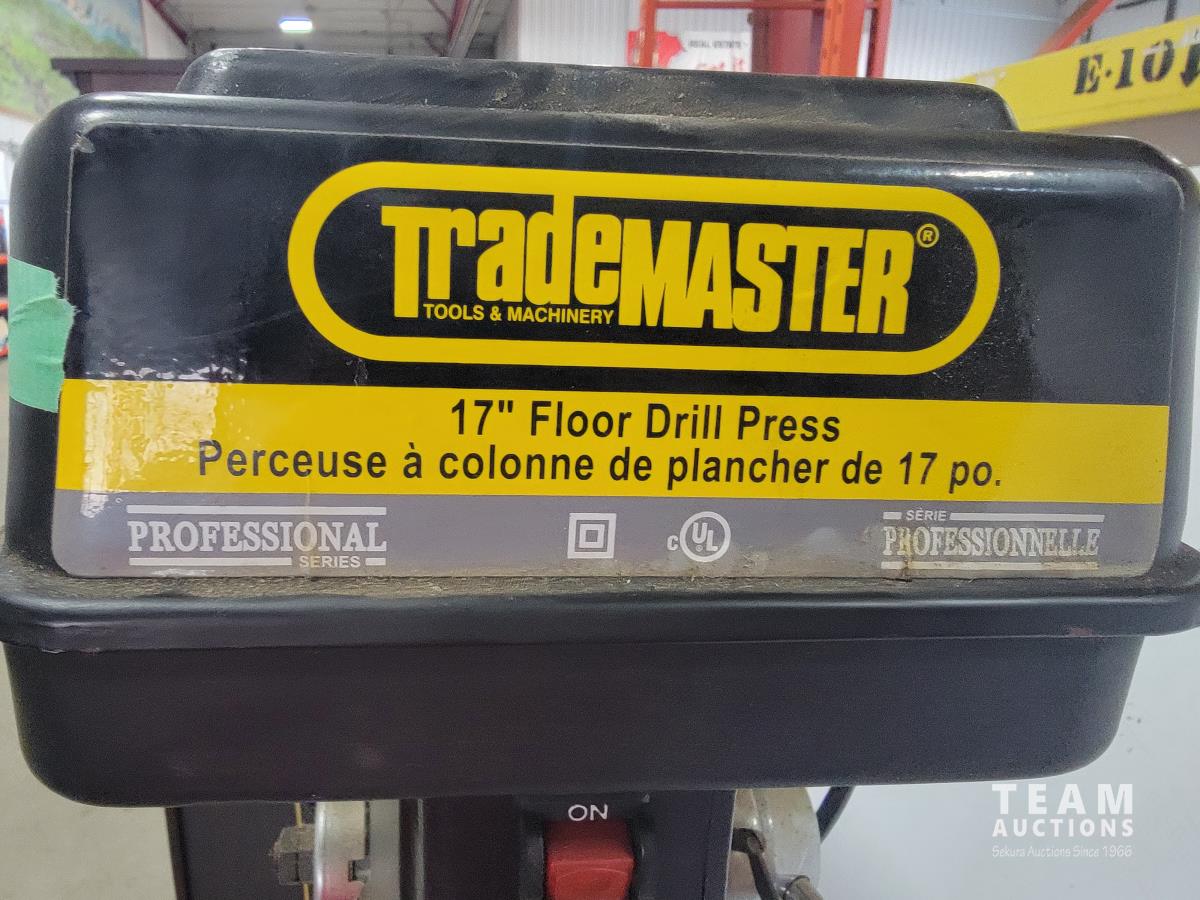 E·10
TradeMASTER®
TOOLS & MACHINERY
17" Floor Drill Press
Perceuse à colonne de plancher de 17 po.
PROFESSIONAL
SERIES
c UL ®
SÉRIE
PROFESSIONNELLE
ON
TEAM
AUCTIONS
Sekura Auctions Since 1966